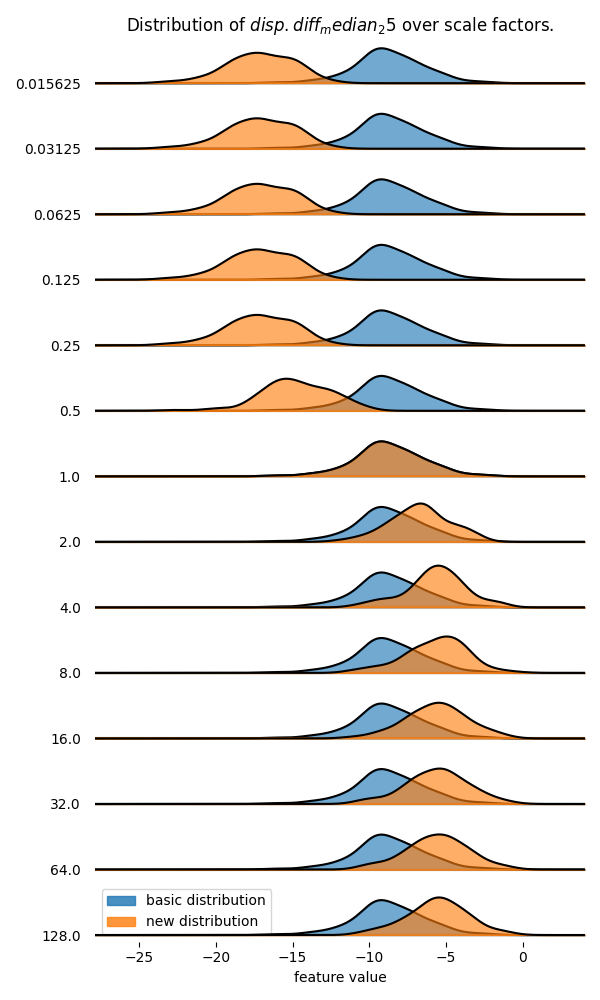 Distribution of disp. diffₘedian₂5 over scale factors.
0.015625
0.03125
0.0625
0.125
0.25
0.5
1.0
2.0
4.0
8.0
16.0
32.0
64.0
128.0
basic distribution
new distribution
−25 −20 −15 −10 −5 0
feature value